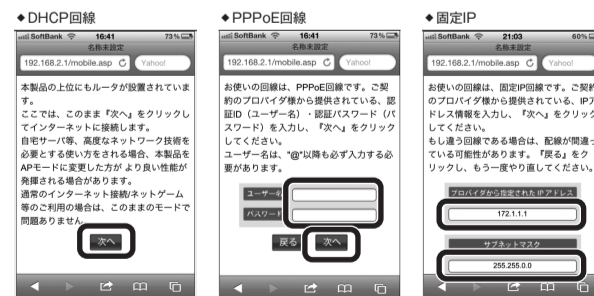 ◆DHCP回線
SoftBank 16:41 73%
名称未設定
192.168.2.1/mobile.asp Yahoo!
本製品の上位にもルータが設置されていま
す。
ここでは、このまま『次へ』をクリックし
てインターネットに接続します。
自宅サーバ等、高度なネットワーク技術を
必要とする使い方をされる場合、本製品を
APモードに変更した方が より良い性能が
発揮される場合があります。
通常のインターネット接続/ネットゲーム
等のご利用の場合は、このままのモードで
問題ありません。
次へ
◆PPPoE回線
SoftBank 16:41 73%
名称未設定
192.168.2.1/mobile.asp Yahoo!
お使いの回線は、PPPoE回線です。ご契
約のプロバイダ様から提供されている、認
証ID（ユーザー名）・認証パスワード（パ
スワード）を入力し、『次へ』をクリック
してください。
ユーザー名は、"@"以降も必ず入力する必
要があります。
ユーザー名
パスワード
戻る 次へ
◆固定IP
SoftBank 21:03 60%
名称未設定
192.168.2.1/mobile.asp Yahoo!
お使いの回線は、固定IP回線です。ご契約
のプロバイダ様から提供されている、IPア
ドレス情報を入力し、『次へ』をクリック
してください。
もし違う回線である場合は、配線が間違っ
ている可能性があります。『戻る』をク
リックし、もう一度やり直してください。
プロバイダから指定された IPアドレス
172.1.1.1
サブネットマスク
255.255.0.0